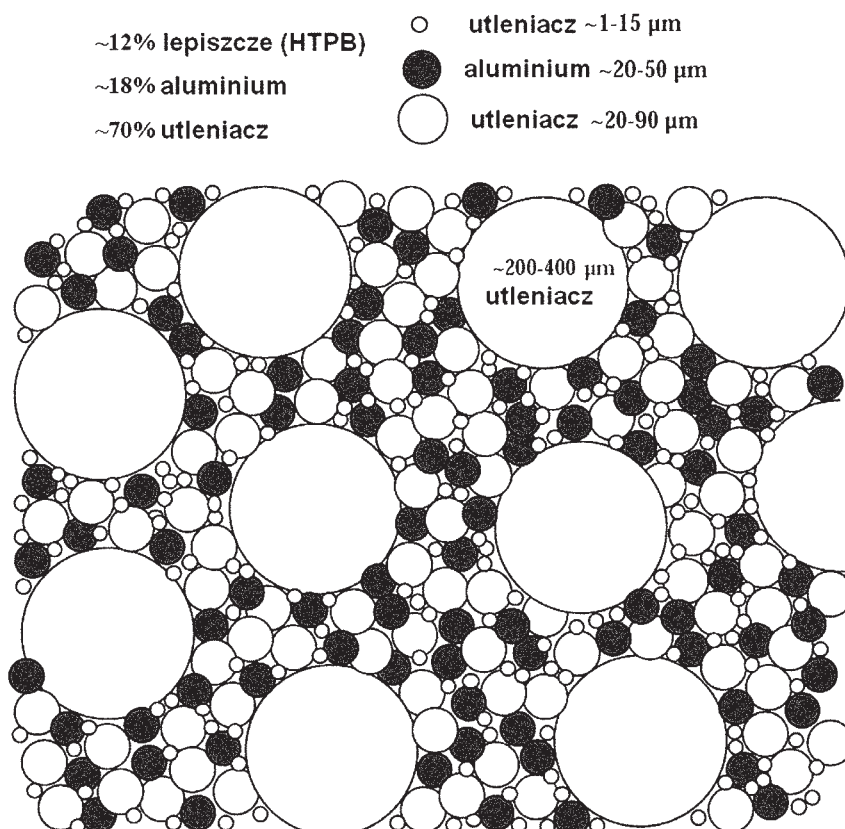 ~12% lepiszcze (HTPB)
~18% aluminium
~70% utleniacz
utleniacz ~1-15 µm
aluminium ~20-50 µm
utleniacz ~20-90 µm
~200-400 µm
utleniacz